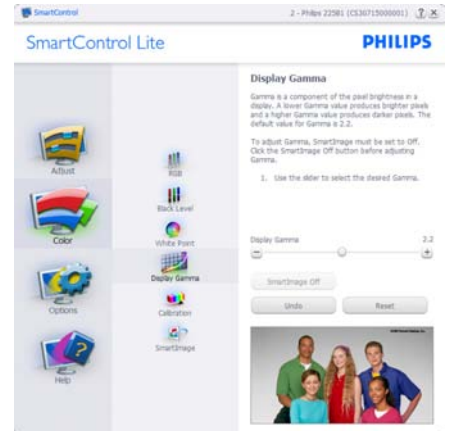 SmartControl
2 - Philips 225B1 (CS30715000001)
SmartControl Lite
PHILIPS
Adjust
Color
Options
Help
RGB
Black Level
White Point
Display Gamma
Calibration
SmartImage
Display Gamma
Gamma is a component of the pixel brightness in a
display. A lower Gamma value produces brighter pixels
and a higher Gamma value produces darker pixels. The
default value for Gamma is 2.2.
To adjust Gamma, SmartImage must be set to Off.
Click the SmartImage Off button before adjusting
Gamma.
1. Use the slider to select the desired Gamma.
Display Gamma 2.2
SmartImage Off
Undo Reset